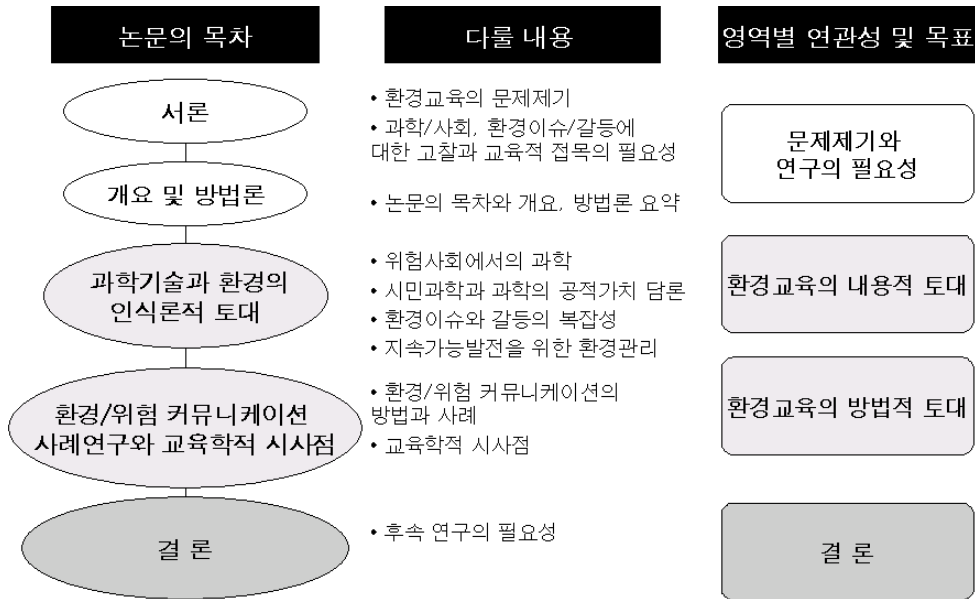 논문의 목차
다룰 내용
영역별 연관성 및 목표
서론
• 환경교육의 문제제기
• 과학/사회, 환경이슈/갈등에
대한 고찰과 교육적 접목의 필요성
문제제기와
연구의 필요성
개요 및 방법론
• 논문의 목차와 개요, 방법론 요약
과학기술과 환경의
인식론적 토대
• 위험사회에서의 과학
• 시민과학과 과학의 공적가치 담론
• 환경이슈와 갈등의 복잡성
• 지속가능발전을 위한 환경관리
환경교육의 내용적 토대
환경/위험 커뮤니케이션
사례연구와 교육학적 시사점
• 환경/위험 커뮤니케이션의
방법과 사례
• 교육학적 시사점
환경교육의 방법적 토대
결 론
• 후속 연구의 필요성
결 론